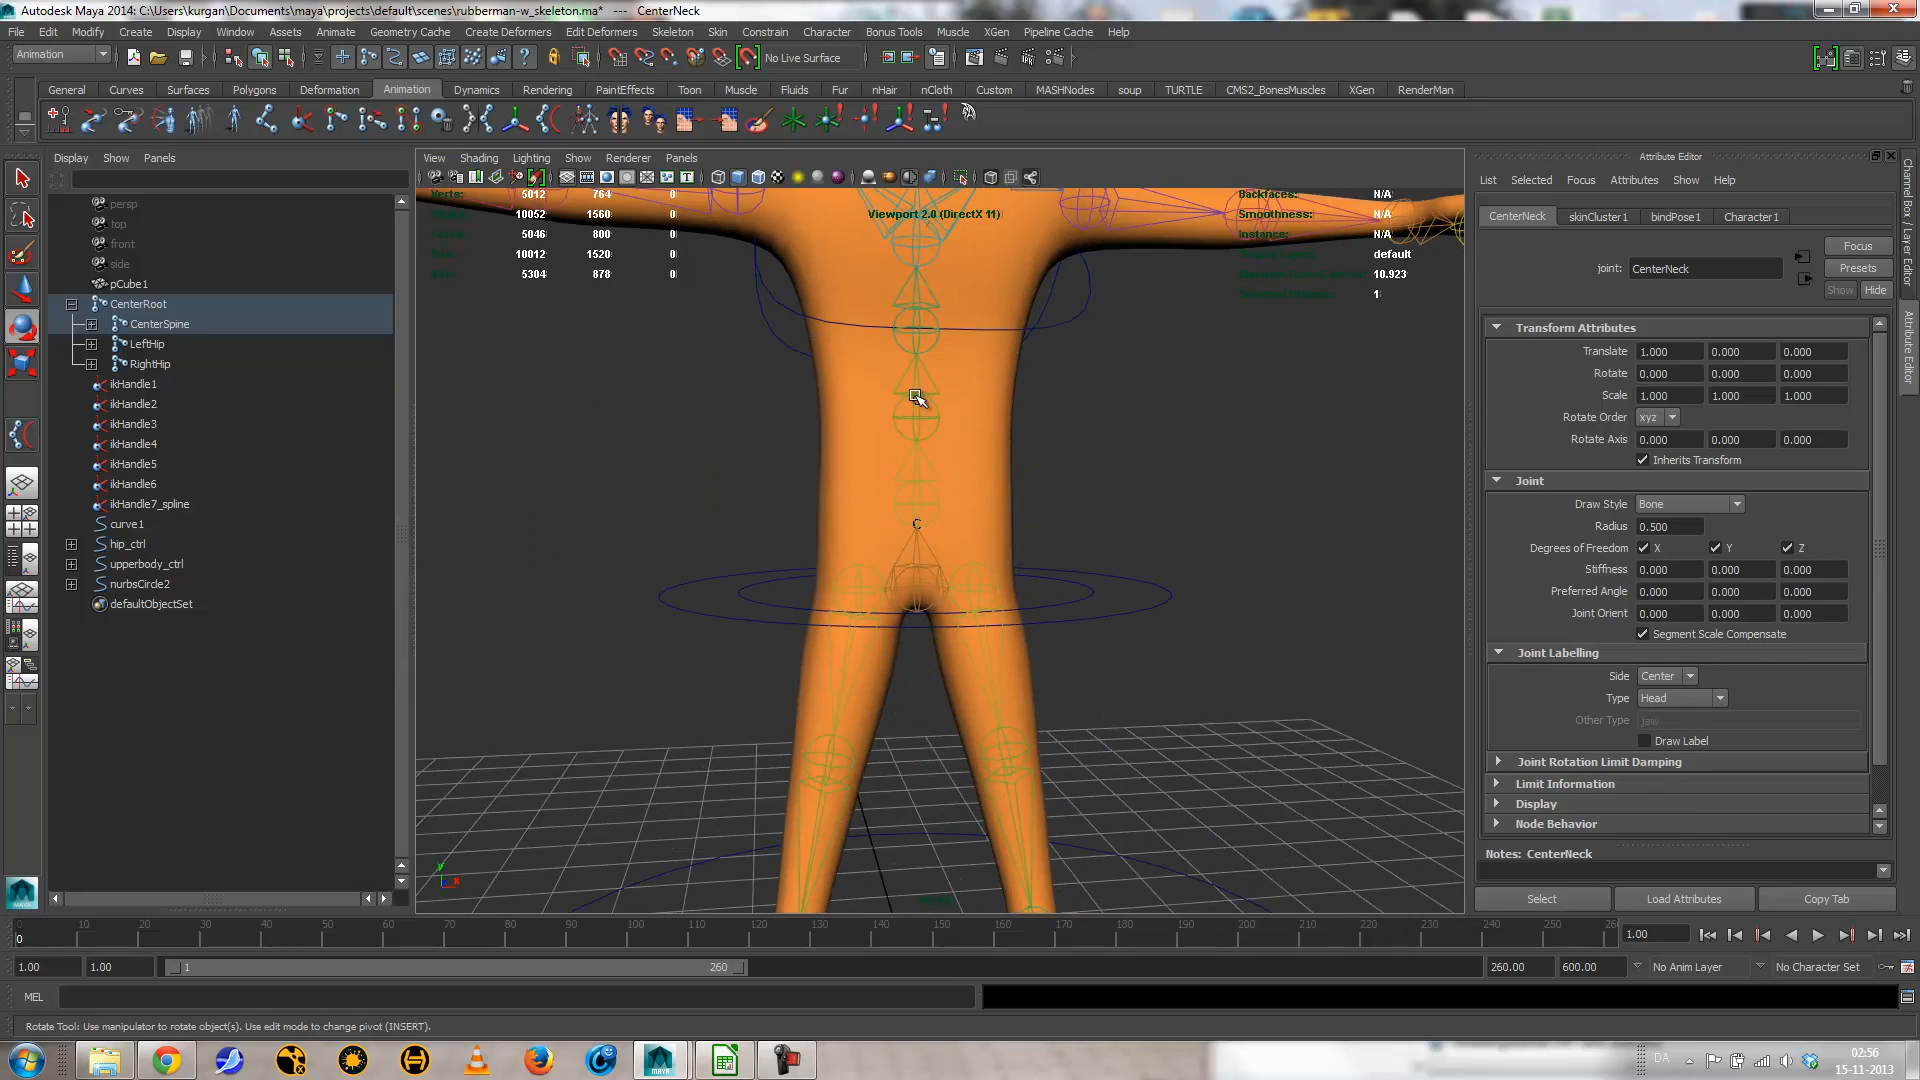 Autodesk Maya 2014: C:\Users\kurgan\Documents\maya\projects\default\scenes\rubberman-w_skeleton.ma* --- CenterNeck
File Edit Modify Create Display Window Assets Animate Geometry Cache Create Deformers Edit Deformers Skeleton Skin Constrain Character Bonus Tools Muscle XGen Pipeline Cache Help
Animation No Live Surface
General Curves Surfaces Polygons Deformation Animation Dynamics Rendering PaintEffects Toon Muscle Fluids Fur nHair nCloth Custom MASHNodes soup TURTLE CMS2_BonesMuscles XGen RenderMan
Display Show Panels
persp
top
front
side
pCube1
CenterRoot
CenterSpine
LeftHip
RightHip
ikHandle1
ikHandle2
ikHandle3
ikHandle4
ikHandle5
ikHandle6
ikHandle7_spline
curve1
hip_ctrl
upperbody_ctrl
nurbsCircle2
defaultObjectSet
View Shading Lighting Show Renderer Panels
Verts: 5012 764 0
10052 1560 0
5046 800 0
10012 1520 0
5304 878 0
Viewport 2.0 (DirectX 11)
Backfaces: N/A
Smoothness: N/A
Instance: N/A
default
10.923
1
C
y
x
Attribute Editor
List Selected Focus Attributes Show Help
CenterNeck skinCluster1 bindPose1 Character1
joint: CenterNeck
Focus
Presets
Show Hide
Transform Attributes
Translate 1.000 0.000 0.000
Rotate 0.000 0.000 0.000
Scale 1.000 1.000 1.000
Rotate Order xyz
Rotate Axis 0.000 0.000 0.000
Inherits Transform
Joint
Draw Style Bone
Radius 0.500
Degrees of Freedom X Y Z
Stiffness 0.000 0.000 0.000
Preferred Angle 0.000 0.000 0.000
Joint Orient 0.000 0.000 0.000
Segment Scale Compensate
Joint Labelling
Side Center
Type Head
Other Type jaw
Draw Label
Joint Rotation Limit Damping
Limit Information
Display
Node Behavior
Notes: CenterNeck
Select Load Attributes Copy Tab
Channel Box / Layer Editor
Attribute Editor
0 10 20 30 40 50 60 70 80 90 100 110 120 130 140 150 160 170 180 190 200 210 220 230 240 250 26
0
1.00
1.00 1.00 1 260 260.00 600.00 No Anim Layer No Character Set
MEL
Rotate Tool: Use manipulator to rotate object(s). Use edit mode to change pivot (INSERT).
MAYA
DA
02:56
15-11-2013